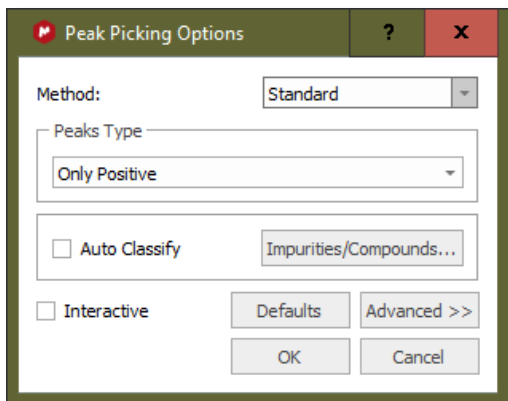 Peak Picking Options ? x
Method: Standard
Peaks Type
Only Positive
Auto Classify Impurities/Compounds...
Interactive Defaults Advanced >>
OK Cancel